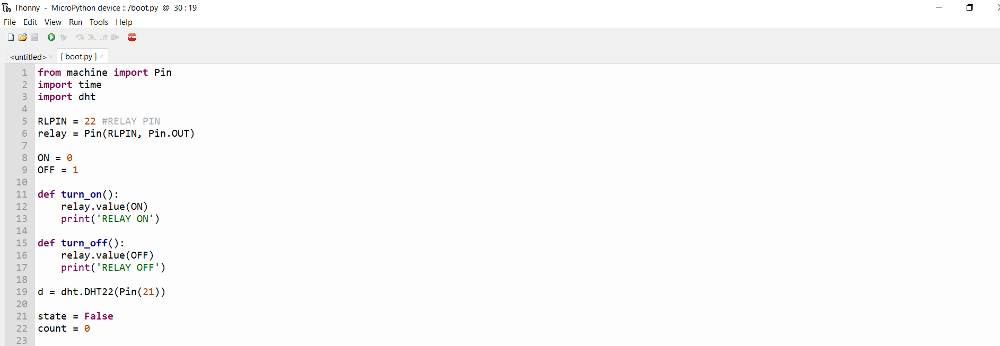 Thonny - MicroPython device :: /boot.py @ 30 : 19
File Edit View Run Tools Help
STOP
<untitled> × [ boot.py ] ×
1 from machine import Pin
2 import time
3 import dht
4
5 RLPIN = 22 #RELAY PIN
6 relay = Pin(RLPIN, Pin.OUT)
7
8 ON = 0
9 OFF = 1
10
11 def turn_on():
12     relay.value(ON)
13     print('RELAY ON')
14
15 def turn_off():
16     relay.value(OFF)
17     print('RELAY OFF')
18
19 d = dht.DHT22(Pin(21))
20
21 state = False
22 count = 0
23